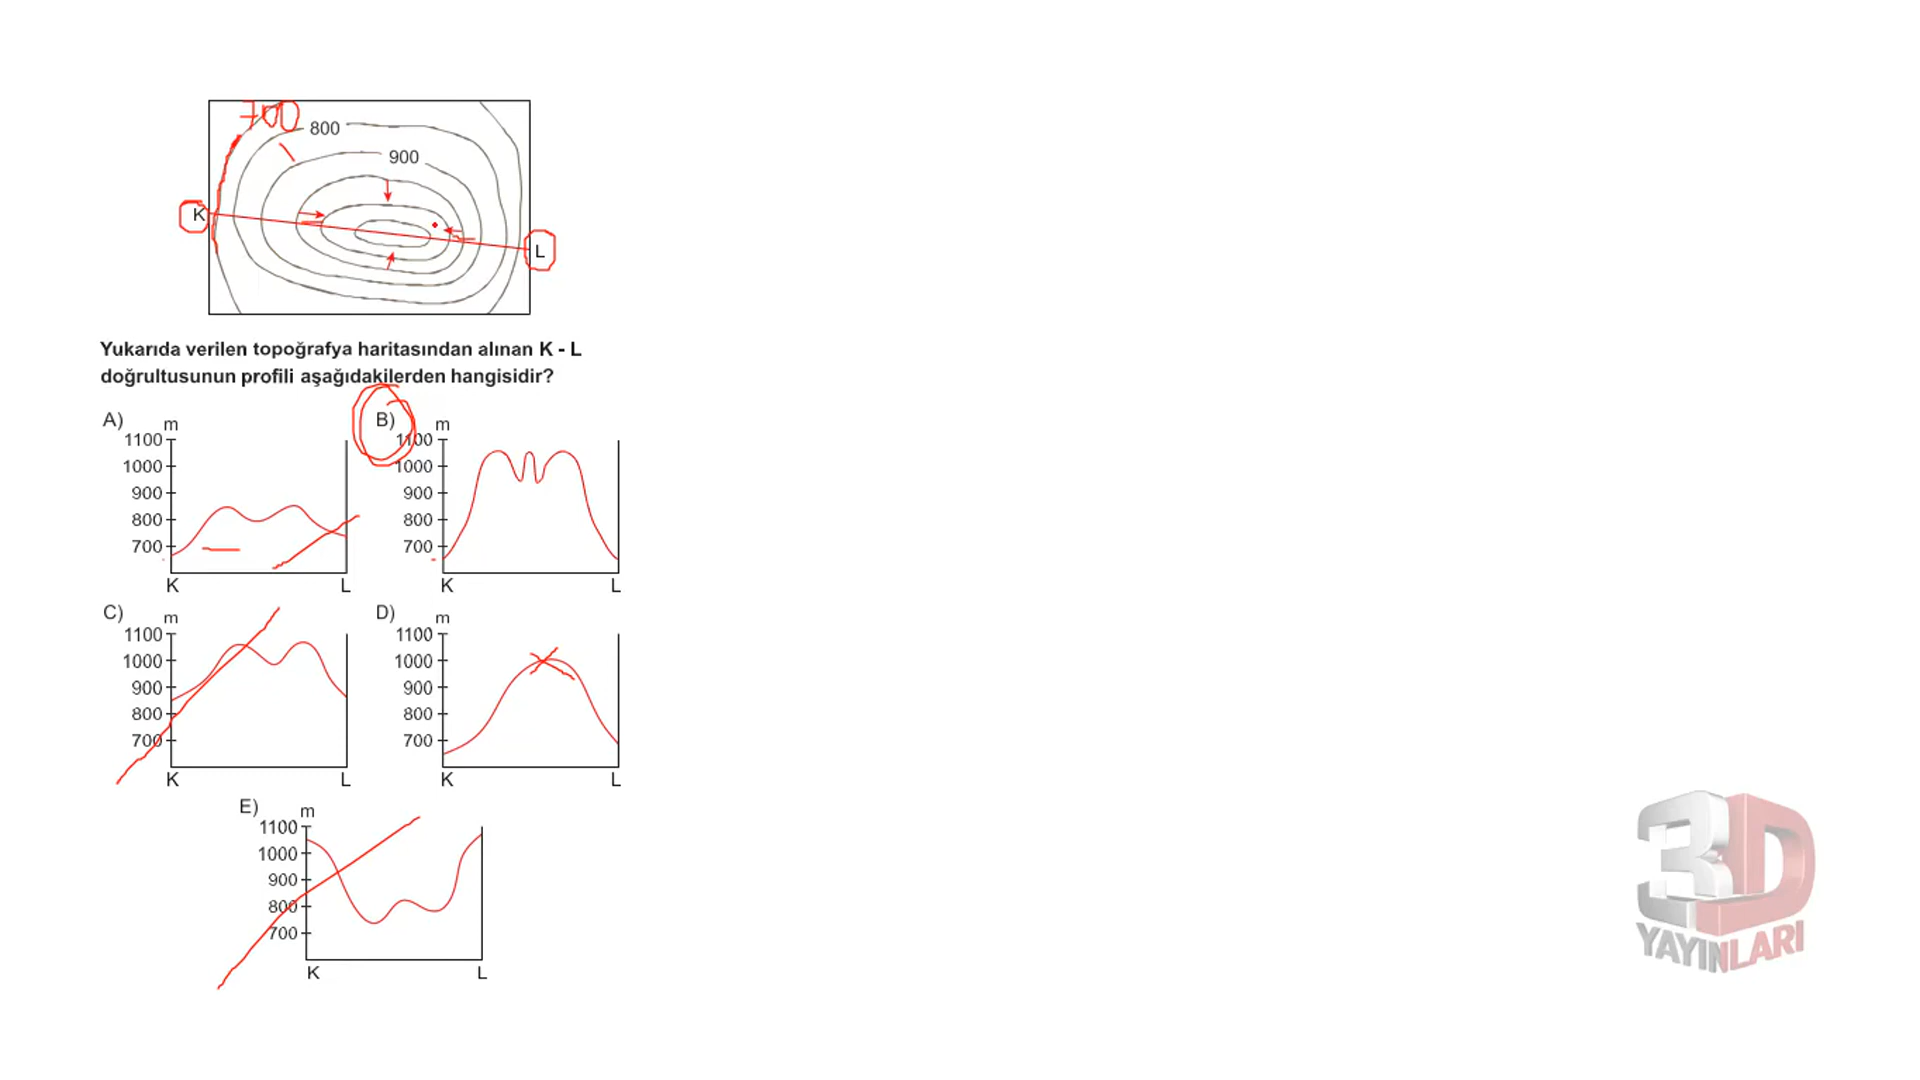 700
800
900
K
L
Yukarıda verilen topoğrafya haritasından alınan K - L
doğrultusunun profili aşağıdakilerden hangisidir?
A)
m
1100
1000
900
800
700
K
L
B)
m
1100
1000
900
800
700
K
L
C)
m
1100
1000
900
800
700
K
L
D)
m
1100
1000
900
800
700
K
L
E)
m
1100
1000
900
800
700
K
L
3D
YAYINLARI